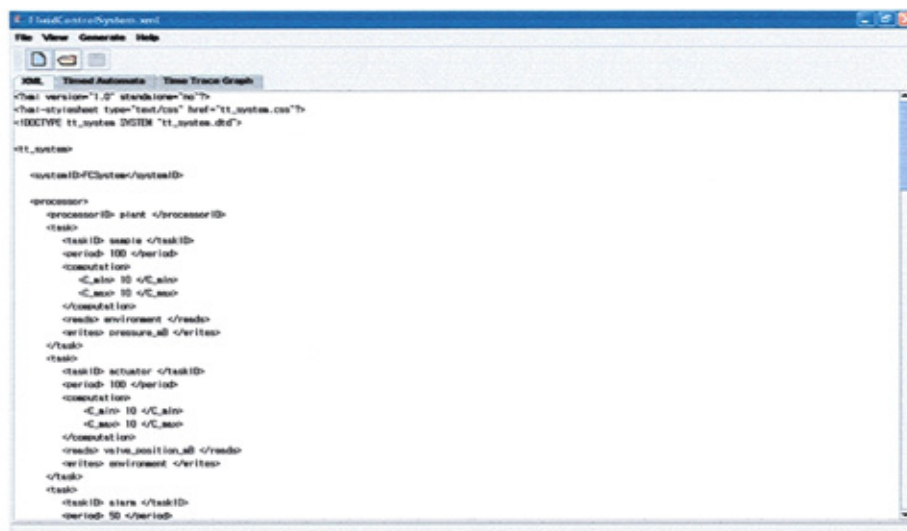 FluidControlSystem.xml
File View Generate Help
XML Timed Automata Time Trace Graph
<?xml version="1.0" standalone="no"?>
<?xml-stylesheet type="text/css" href="tt_system.css"?>
<!DOCTYPE tt_system SYSTEM "tt_system.dtd">
<tt_system>
<systemID>FCSystem</systemID>
<processor>
<processorID> plant </processorID>
<task>
<taskID> sample </taskID>
<period> 100 </period>
<computation>
<C_min> 10 </C_min>
<C_max> 10 </C_max>
</computation>
<reads> environment </reads>
<writes> pressure_mB </writes>
</task>
<task>
<taskID> actuator </taskID>
<period> 100 </period>
<computation>
<C_min> 10 </C_min>
<C_max> 10 </C_max>
</computation>
<reads> valve_position_mB </reads>
<writes> environment </writes>
</task>
<task>
<taskID> alarm </taskID>
<period> 50 </period>